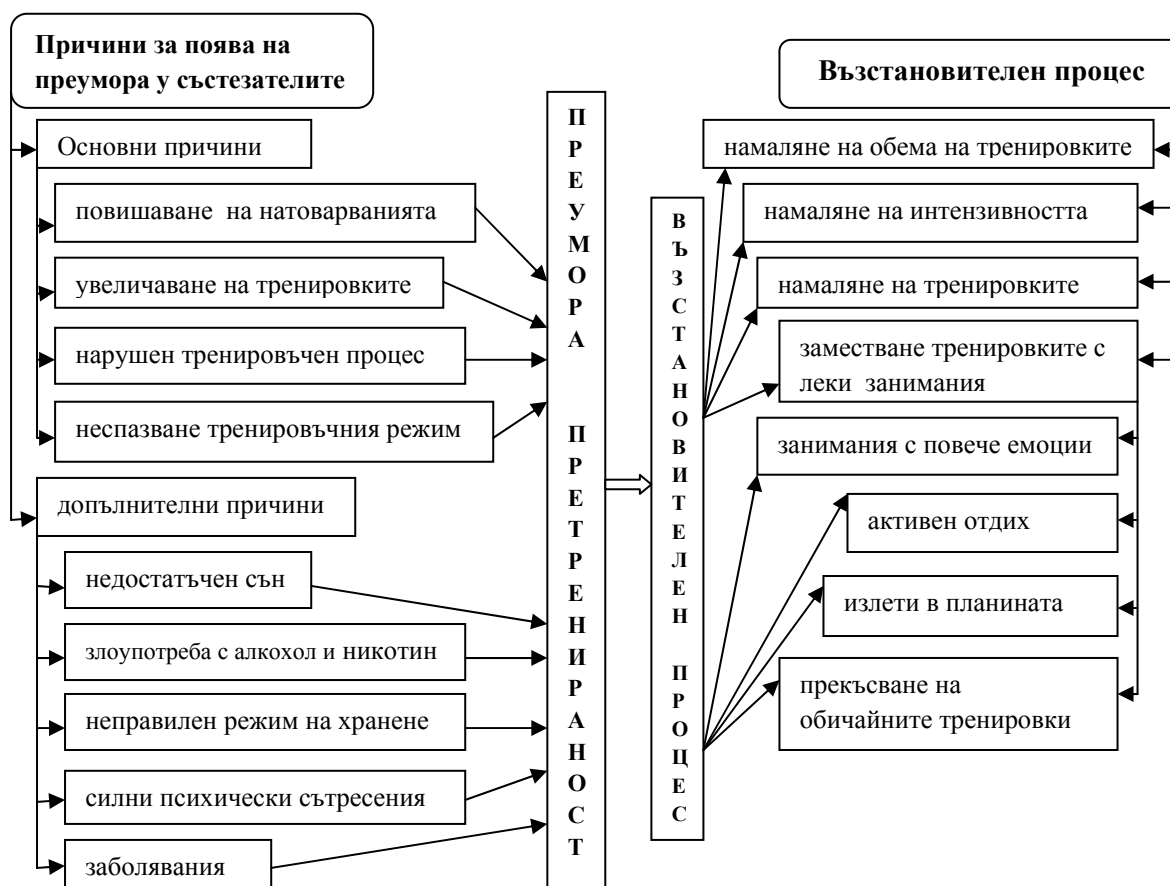 Причини за поява на
преумора у състезателите
Основни причини
повишаване на натоварванията
увеличаване на тренировките
нарушен тренировъчен процес
неспазване тренировъчния режим
допълнителни причини
недостатъчен сън
злоупотреба с алкохол и никотин
неправилен режим на хранене
силни психически сътресения
заболявания
ПРЕУМОРА ПРЕТРЕНИРАНОСТ
ВЪЗСТАНОВИТЕЛЕН ПРОЦЕС
Възстановителен процес
намаляне на обема на тренировките
намаляне на интензивността
намаляне на тренировките
заместване тренировките с
леки занимания
занимания с повече емоции
активен отдих
излети в планината
прекъсване на
обичайните тренировки